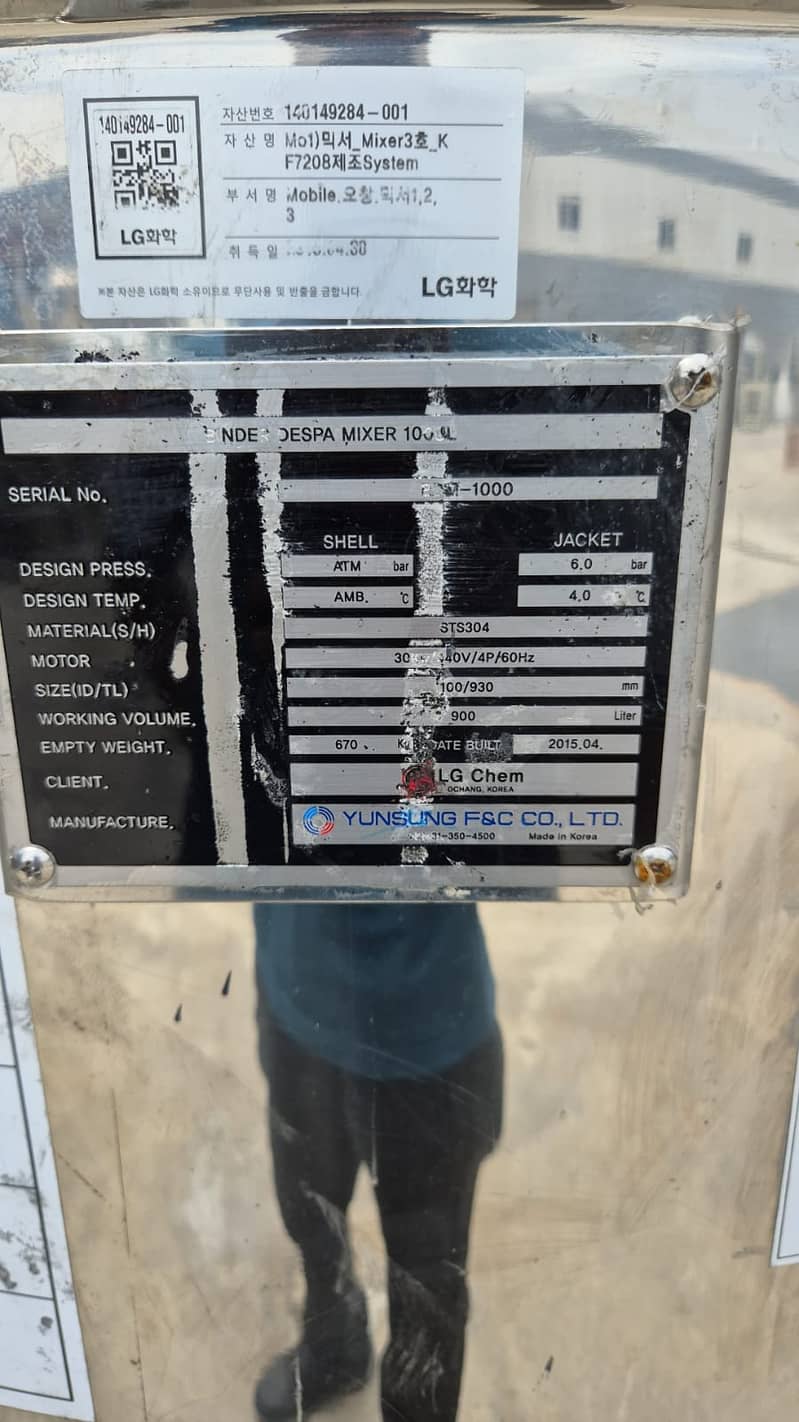 140149284-001
LG화학
자산번호 140149284-001
자 산 명 Mo1)믹서_Mixer3호_K
F7208제조System
부 서 명 Mobile.오창.믹서1,2,
3
취 득 일
※본 자산은 LG화학 소유이므로 무단사용 및 반출을 금합니다.
LG화학
DESPA MIXER
SERIAL No.
SHELL JACKET
DESIGN PRESS. ATM bar 6.0 bar
DESIGN TEMP. AMB. ℃ 4.0 ℃
MATERIAL(S/H) STS304
MOTOR
SIZE(ID/TL) mm
WORKING VOLUME. 900 Liter
EMPTY WEIGHT. 670 Kg DATE BUILT 2015.04.
CLIENT. LG Chem
OCHANG, KOREA
MANUFACTURE. YUNSUNG F&C CO., LTD.
Made in Korea